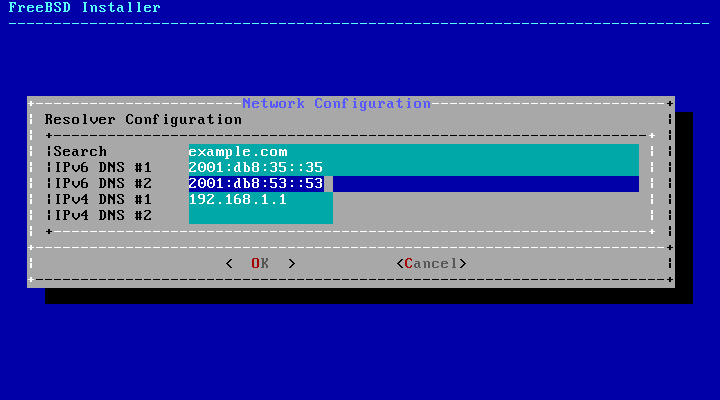 FreeBSD Installer
Network Configuration
Resolver Configuration
Search example.com
IPv6 DNS #1 2001:db8:35::35
IPv6 DNS #2 2001:db8:53::53
IPv4 DNS #1 192.168.1.1
IPv4 DNS #2
< OK > <Cancel>